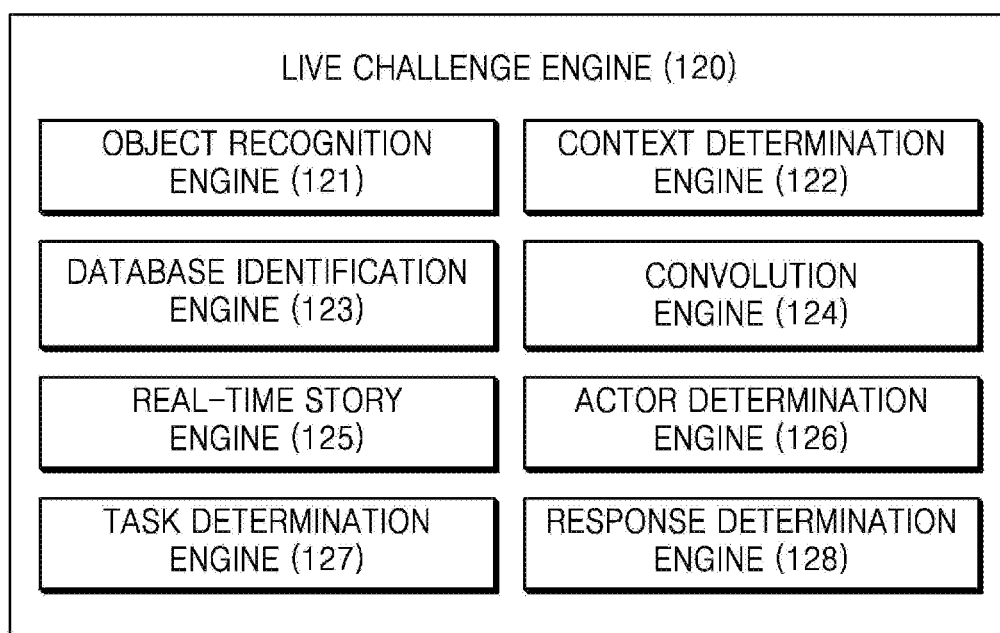 LIVE CHALLENGE ENGINE (120)
OBJECT RECOGNITION
ENGINE (121)
CONTEXT DETERMINATION
ENGINE (122)
DATABASE IDENTIFICATION
ENGINE (123)
CONVOLUTION
ENGINE (124)
REAL-TIME STORY
ENGINE (125)
ACTOR DETERMINATION
ENGINE (126)
TASK DETERMINATION
ENGINE (127)
RESPONSE DETERMINATION
ENGINE (128)